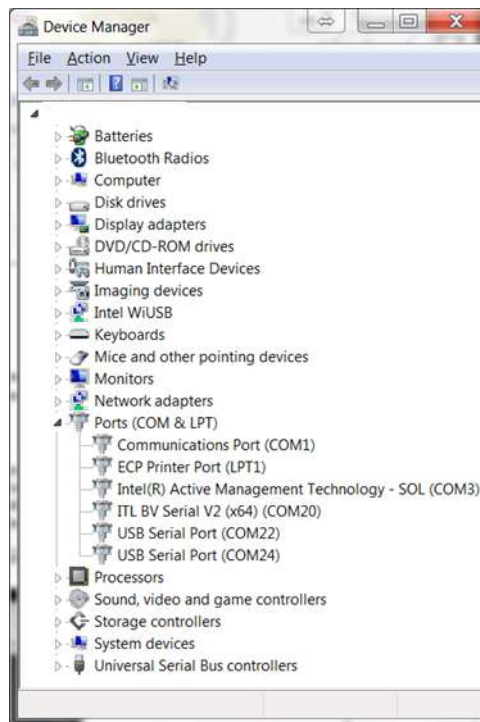 Device Manager
File Action View Help
Batteries
Bluetooth Radios
Computer
Disk drives
Display adapters
DVD/CD-ROM drives
Human Interface Devices
Imaging devices
Intel WiUSB
Keyboards
Mice and other pointing devices
Monitors
Network adapters
Ports (COM & LPT)
Communications Port (COM1)
ECP Printer Port (LPT1)
Intel(R) Active Management Technology - SOL (COM3)
ITL BV Serial V2 (x64) (COM20)
USB Serial Port (COM22)
USB Serial Port (COM24)
Processors
Sound, video and game controllers
Storage controllers
System devices
Universal Serial Bus controllers